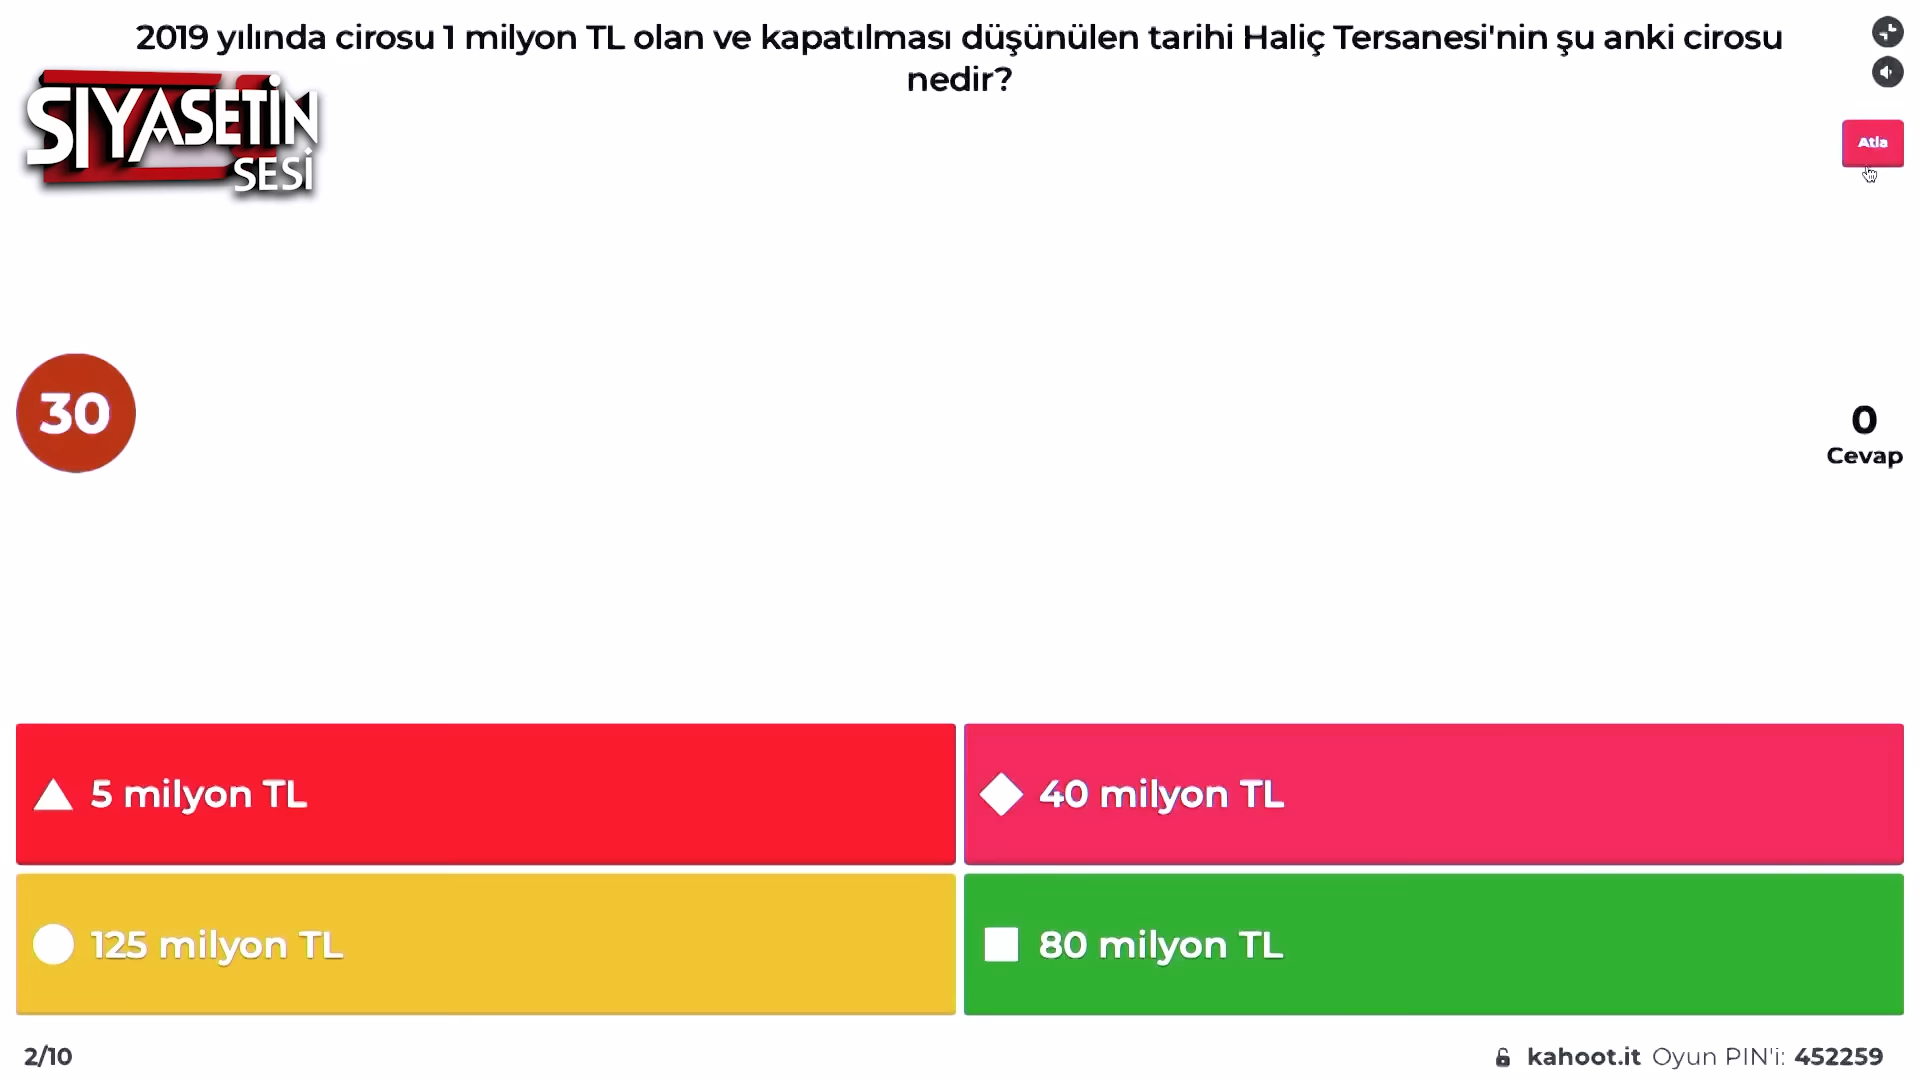 2019 yılında cirosu 1 milyon TL olan ve kapatılması düşünülen tarihi Haliç Tersanesi'nin şu anki cirosu
nedir?
SİYASETİN
SESİ
Atla
30
0
Cevap
5 milyon TL
40 milyon TL
125 milyon TL
80 milyon TL
2/10
kahoot.it Oyun PIN'i: 452259